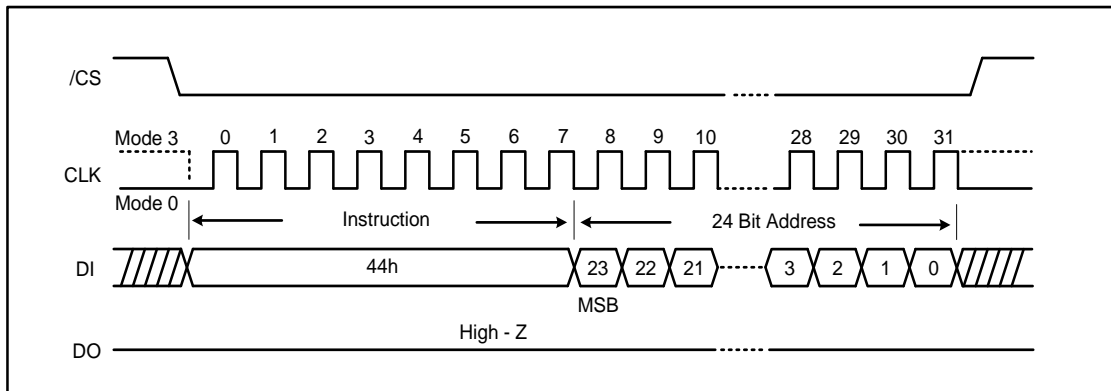 /CS
Mode 3
0 1 2 3 4 5 6 7 8 9 10 28 29 30 31
CLK
Mode 0
Instruction 24 Bit Address
DI 44h 23 22 21 3 2 1 0
MSB
High - Z
DO